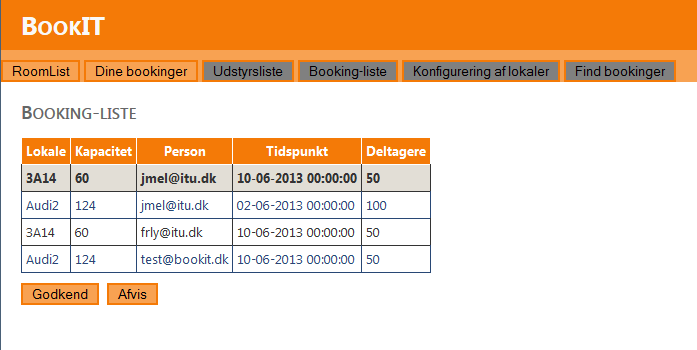 BookIT
RoomList Dine bookinger Udstyrsliste Booking-liste Konfigurering af lokaler Find bookinger
Booking-liste
Lokale Kapacitet Person Tidspunkt Deltagere
3A14 60 jmel@itu.dk 10-06-2013 00:00:00 50
Audi2 124 jmel@itu.dk 02-06-2013 00:00:00 100
3A14 60 frly@itu.dk 10-06-2013 00:00:00 50
Audi2 124 test@bookit.dk 10-06-2013 00:00:00 50
Godkend Afvis